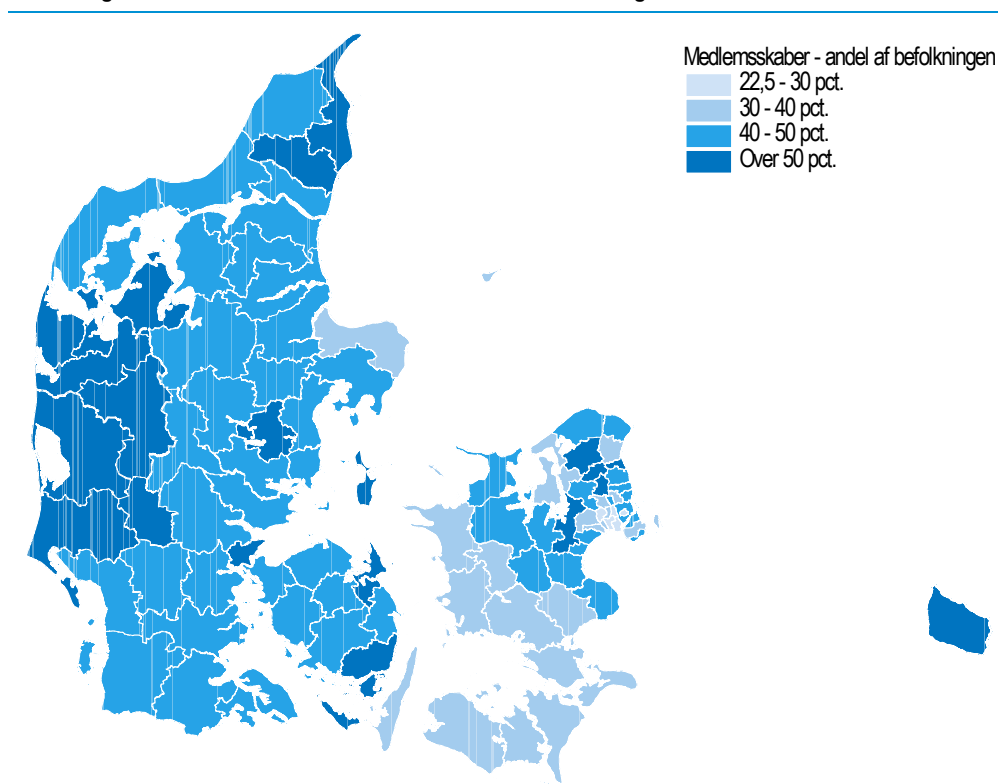 Medlemsskaber - andel af befolkningen
22,5 - 30 pct.
30 - 40 pct.
40 - 50 pct.
Over 50 pct.